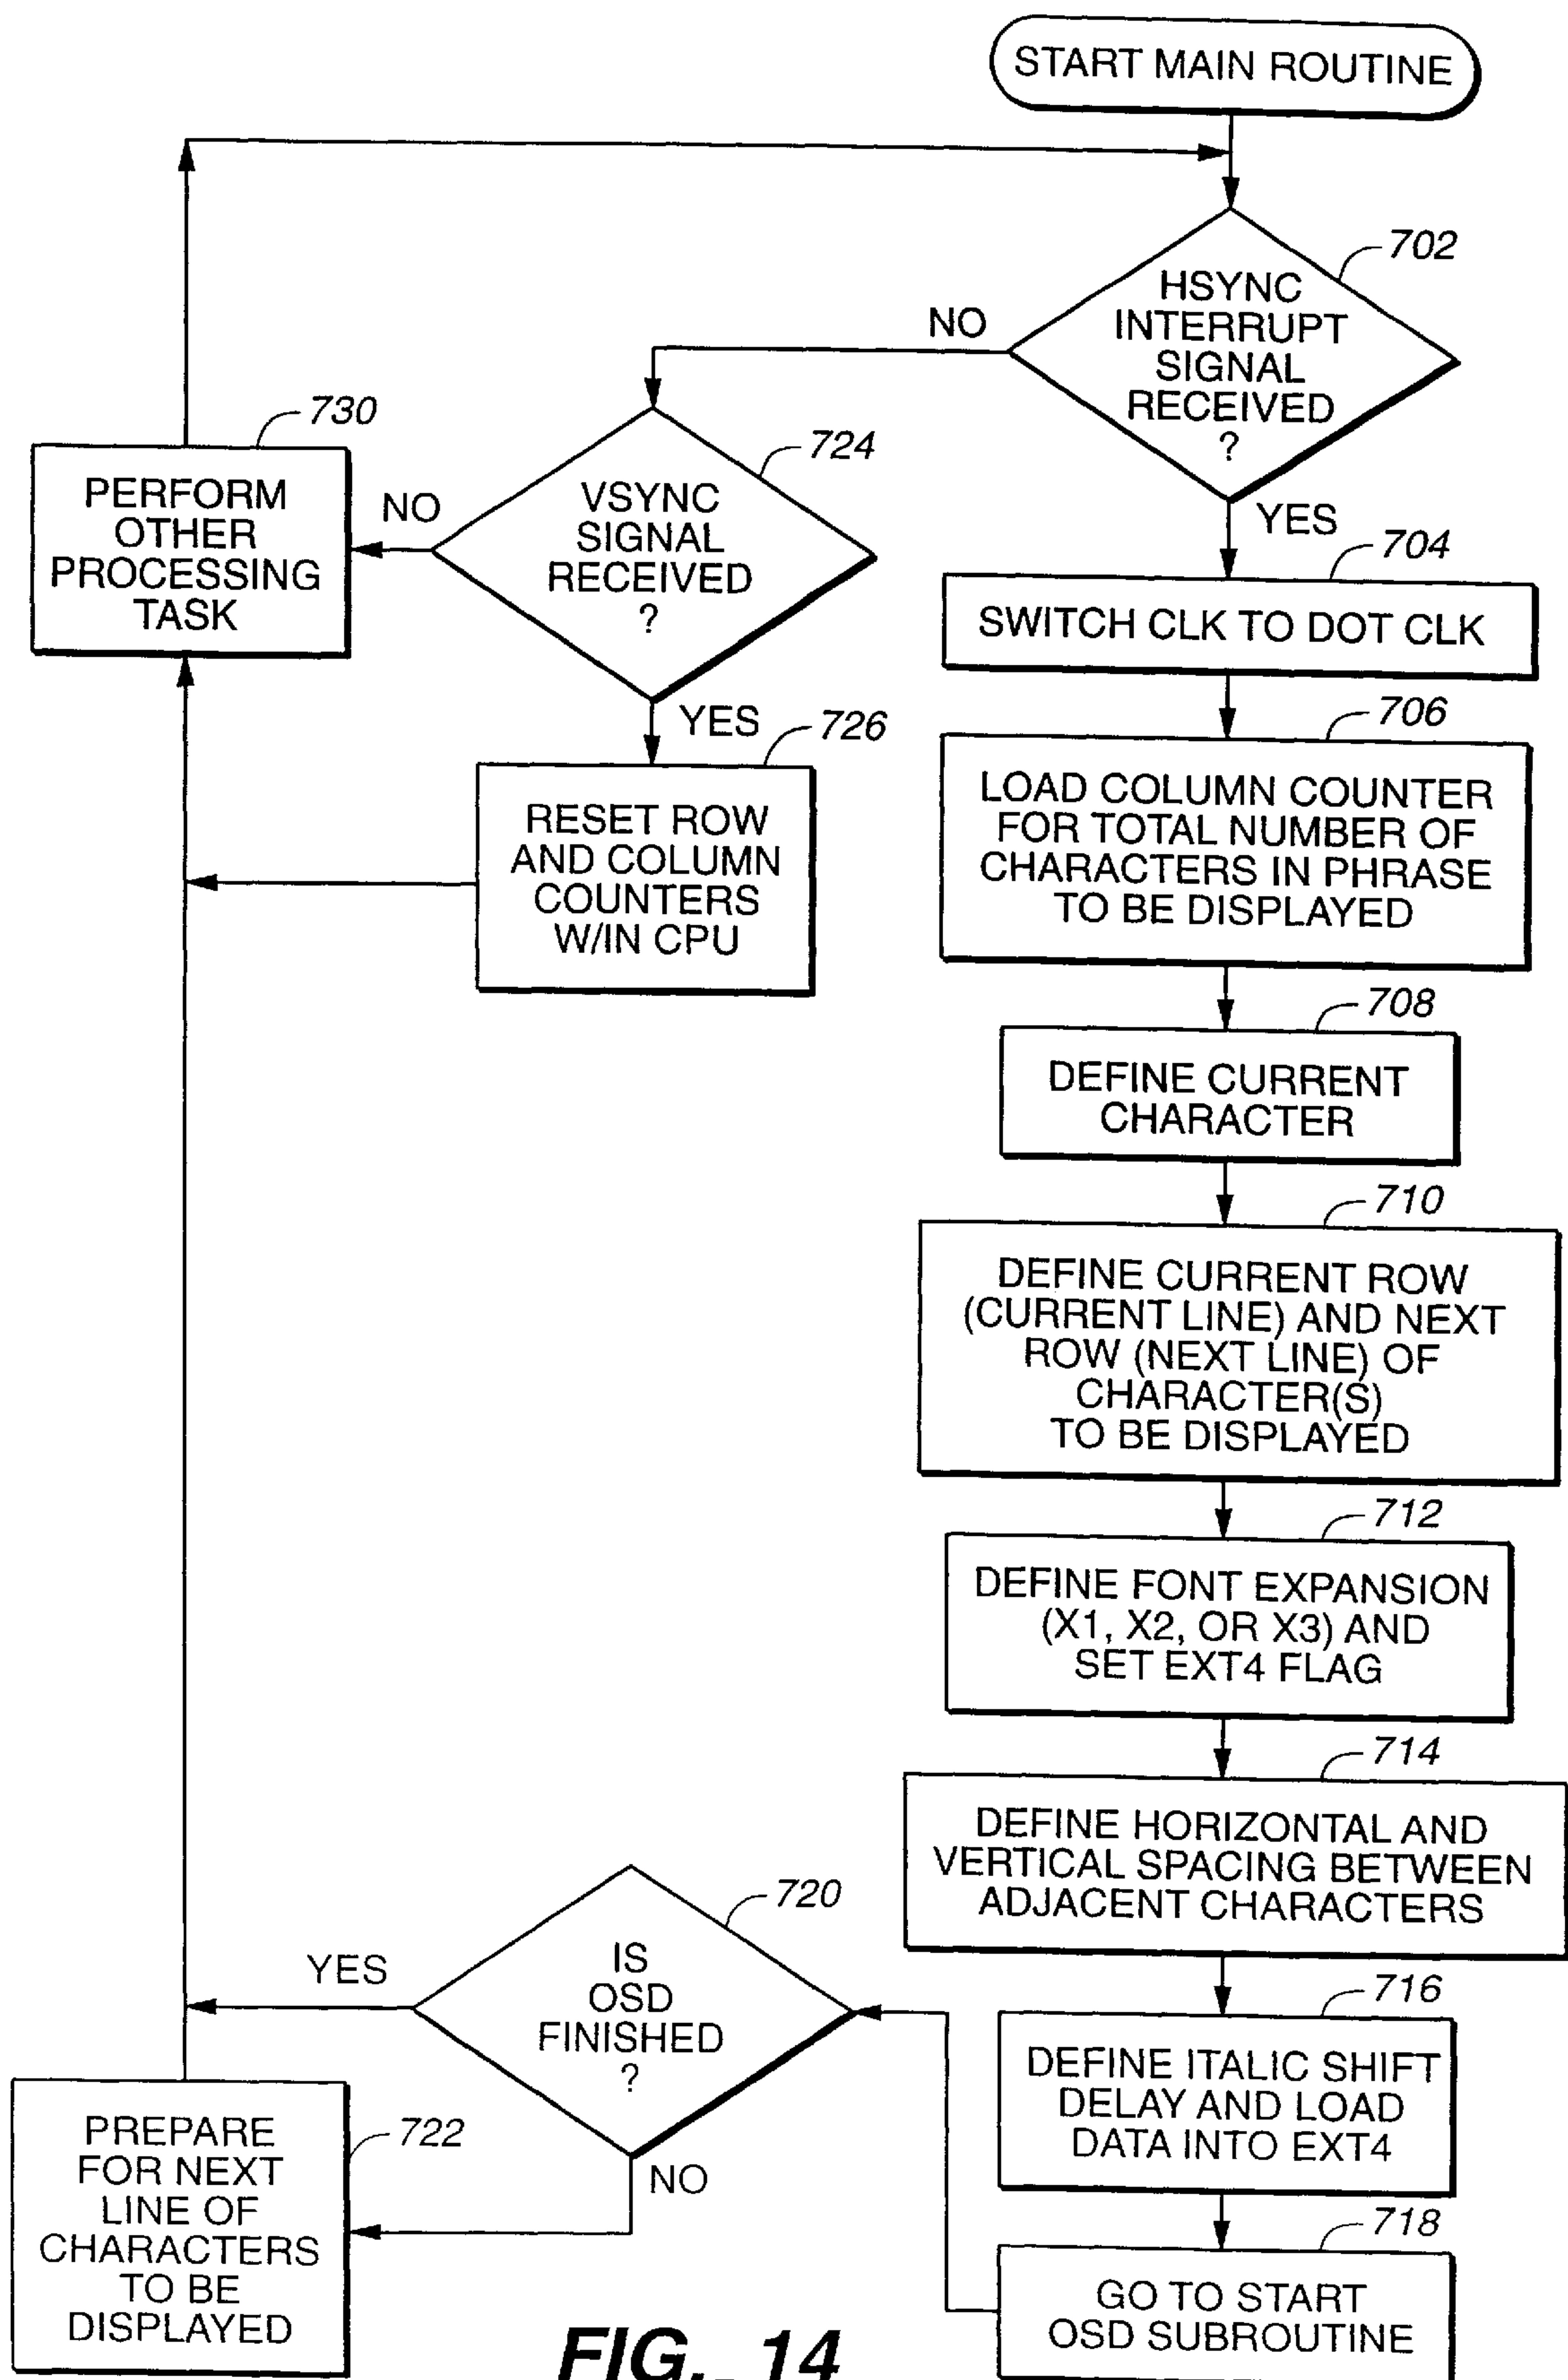 START MAIN ROUTINE
702
HSYNC
INTERRUPT
SIGNAL
RECEIVED
?
NO
YES
724
VSYNC
SIGNAL
RECEIVED
?
NO
YES
730
PERFORM
OTHER
PROCESSING
TASK
726
RESET ROW
AND COLUMN
COUNTERS
W/IN CPU
704
SWITCH CLK TO DOT CLK
706
LOAD COLUMN COUNTER
FOR TOTAL NUMBER OF
CHARACTERS IN PHRASE
TO BE DISPLAYED
708
DEFINE CURRENT
CHARACTER
710
DEFINE CURRENT ROW
(CURRENT LINE) AND NEXT
ROW (NEXT LINE) OF
CHARACTER(S)
TO BE DISPLAYED
712
DEFINE FONT EXPANSION
(X1, X2, OR X3) AND
SET EXT4 FLAG
714
DEFINE HORIZONTAL AND
VERTICAL SPACING BETWEEN
ADJACENT CHARACTERS
716
DEFINE ITALIC SHIFT
DELAY AND LOAD
DATA INTO EXT4
718
GO TO START
OSD SUBROUTINE
720
IS
OSD
FINISHED
?
YES
NO
722
PREPARE
FOR NEXT
LINE OF
CHARACTERS
TO BE
DISPLAYED
FIG._14